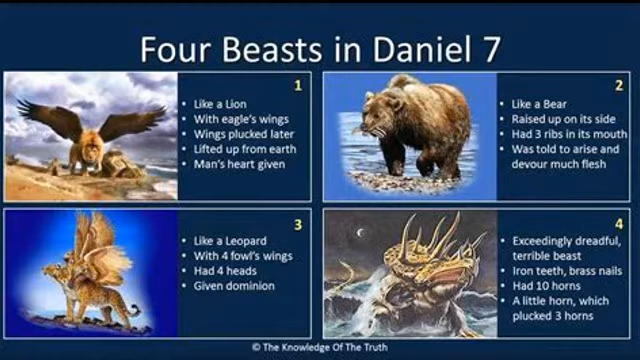 Four Beasts in Daniel 7
1
• Like a Lion
• With eagle's wings
• Wings plucked later
• Lifted up from earth
• Man's heart given
2
• Like a Bear
• Raised up on its side
• Had 3 ribs in its mouth
• Was told to arise and
devour much flesh
3
• Like a Leopard
• With 4 fowl's wings
• Had 4 heads
• Given dominion
4
• Exceedingly dreadful,
terrible beast
• Iron teeth, brass nails
• Had 10 horns
• A little horn, which
plucked 3 horns
© The Knowledge Of The Truth